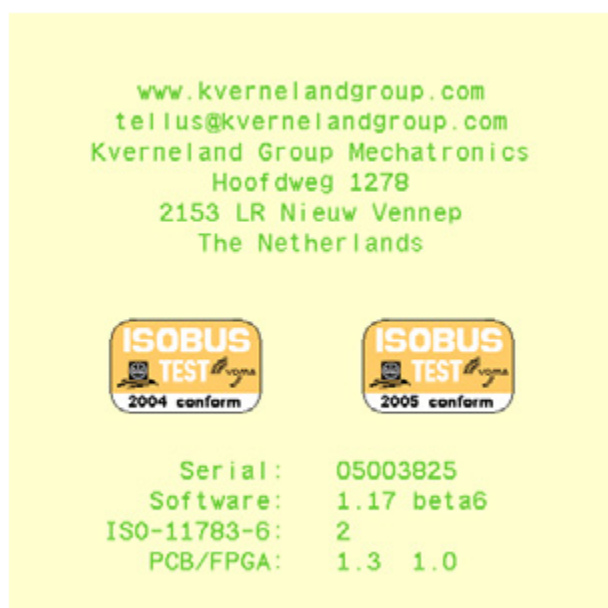 www.kvernelandgroup.com
tellus@kvernelandgroup.com
Kverneland Group Mechatronics
Hoofdweg 1278
2153 LR Nieuw Vennep
The Netherlands
ISOBUS ISOBUS
TEST VDMA TEST VDMA
2004 conform 2005 conform
Serial: 05003825
Software: 1.17 beta6
ISO-11783-6: 2
PCB/FPGA: 1.3 1.0